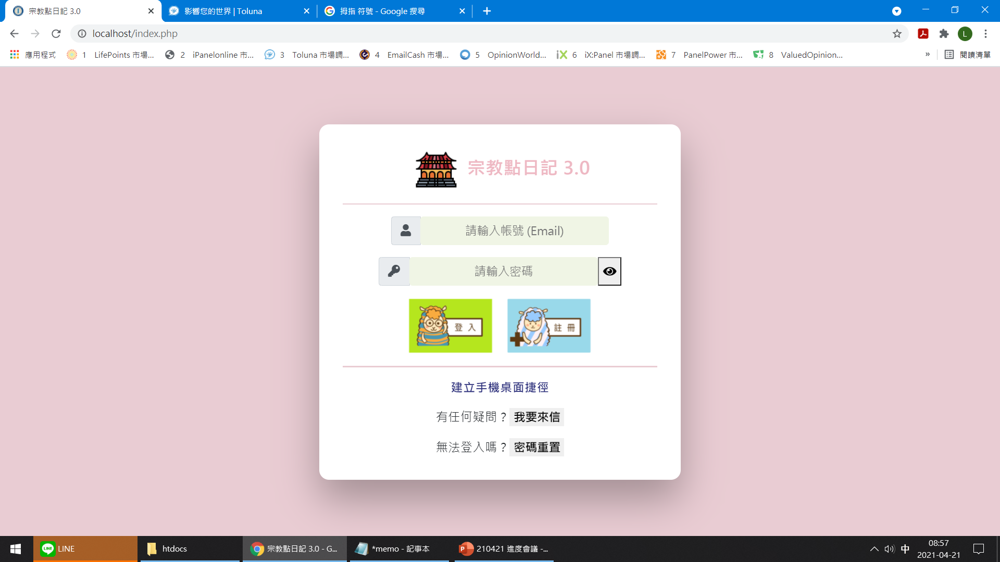 宗教點日記 3.0
影響您的世界 | Toluna
拇指 符號 - Google 搜尋
localhost/index.php
L
應用程式
1 LifePoints 市場...
2 iPanelonline 市...
3 Toluna 市場調...
4 EmailCash 市場...
5 OpinionWorld...
6 iX:Panel 市場調...
7 PanelPower 市...
8 ValuedOpinion...
»
閱讀清單
宗教點日記 3.0
請輸入帳號 (Email)
請輸入密碼
登入
註冊
建立手機桌面捷徑
有任何疑問？ 我要來信
無法登入嗎？ 密碼重置
LINE
htdocs
宗教點日記 3.0 - G...
*memo - 記事本
210421 進度會議 -...
中
08:57
2021-04-21